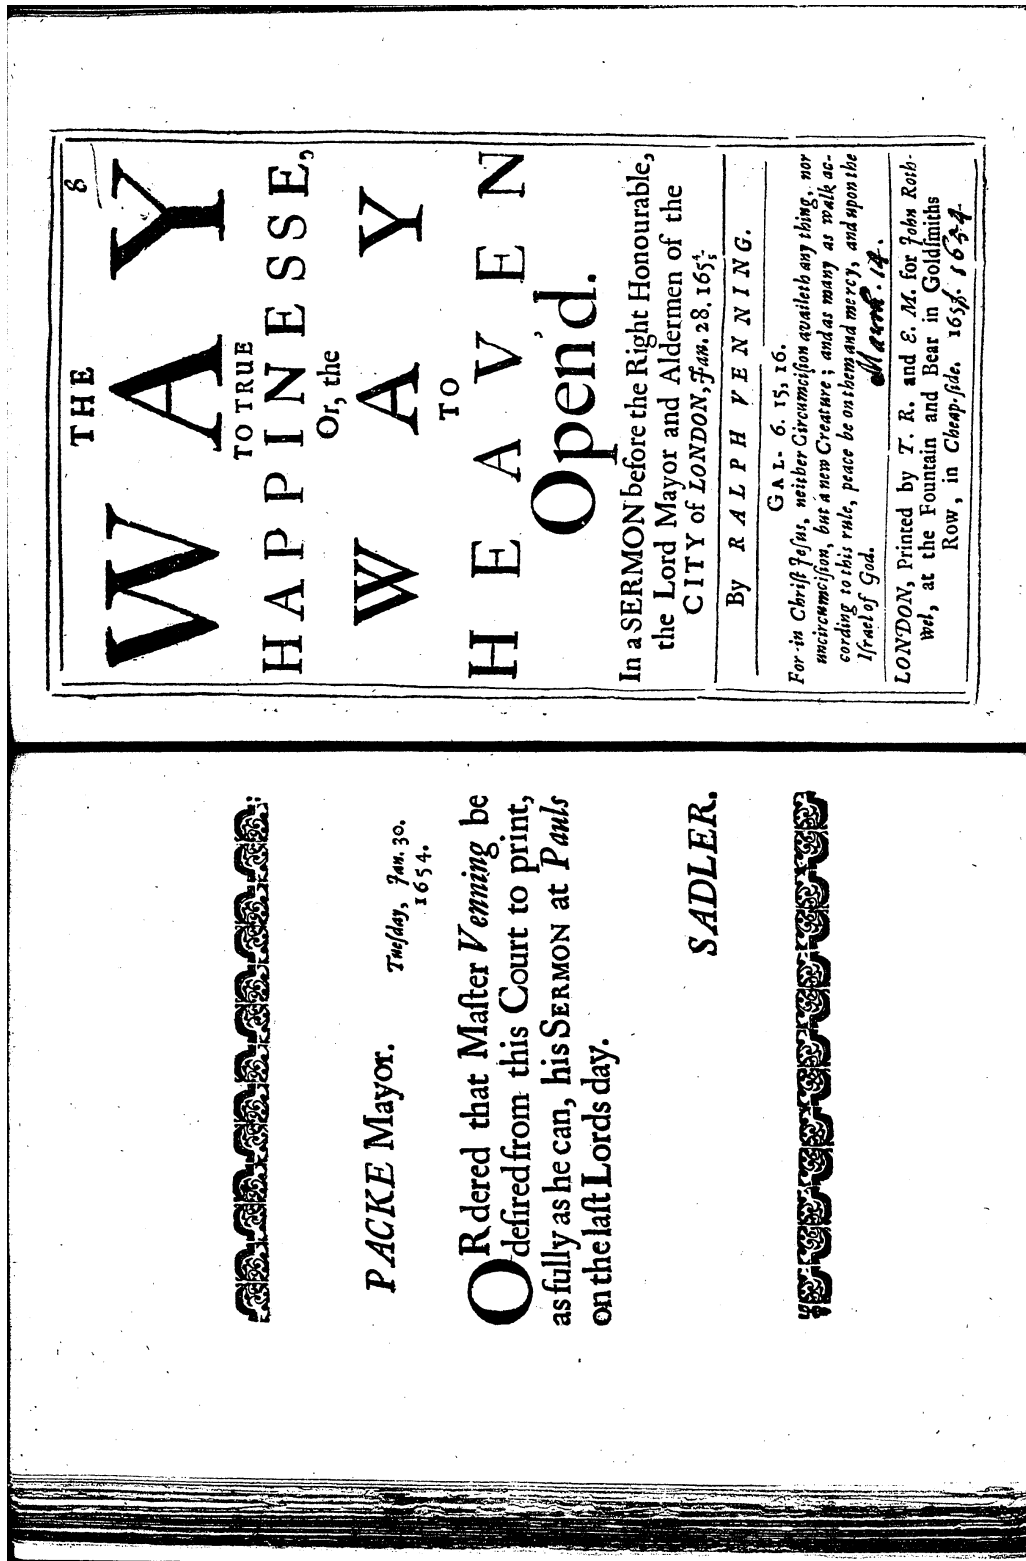 PACKE Mayor.
Tueſday, Jan. 30.
1654.
ORdered that Maſter Venning be
deſired from this Court to print,
as fully as he can, his SERMON at Pauls
on the laſt Lords day.
SADLER.
8
THE
WAY
TO TRUE
HAPPINESSE,
Or, the
WAY
TO
HEAVEN
Opend.
In a SERMON before the Right Honourable,
the Lord Mayor and Aldermen of the
CITY of LONDON, Jan. 28. 1654/5
By RALPH VENNING.
GAL. 6. 15, 16.
For in Chriſt Jeſus, neither Circumciſion availeth any thing, nor
uncircumciſion, but a new Creature; and as many as walk ac-
cording to this rule, peace be on them and mercy, and upon the
Iſrael of God.
March. 14.
LONDON, Printed by T. R. and E. M. for John Roth-
wel, at the Fountain and Bear in Goldſmiths
Row, in Cheap-ſide. 1655. 1654